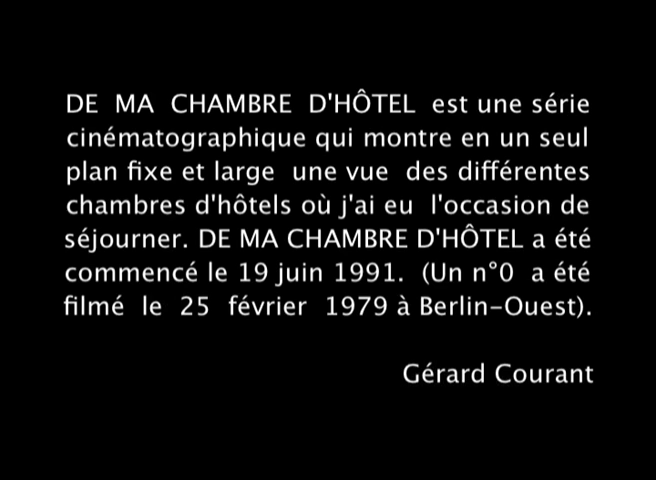 DE MA CHAMBRE D'HÔTEL est une série
cinématographique qui montre en un seul
plan fixe et large une vue des différentes
chambres d'hôtels où j'ai eu l'occasion de
séjourner. DE MA CHAMBRE D'HÔTEL a été
commencé le 19 juin 1991. (Un n°0 a été
filmé le 25 février 1979 à Berlin-Ouest).
Gérard Courant